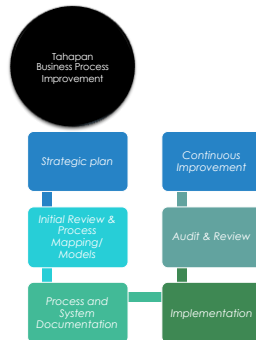 Tahapan
Business Process
Improvement
Strategic plan
Initial Review &
Process
Mapping/
Models
Process and
System
Documentation
Implementation
Audit & Review
Continuous
Improvement